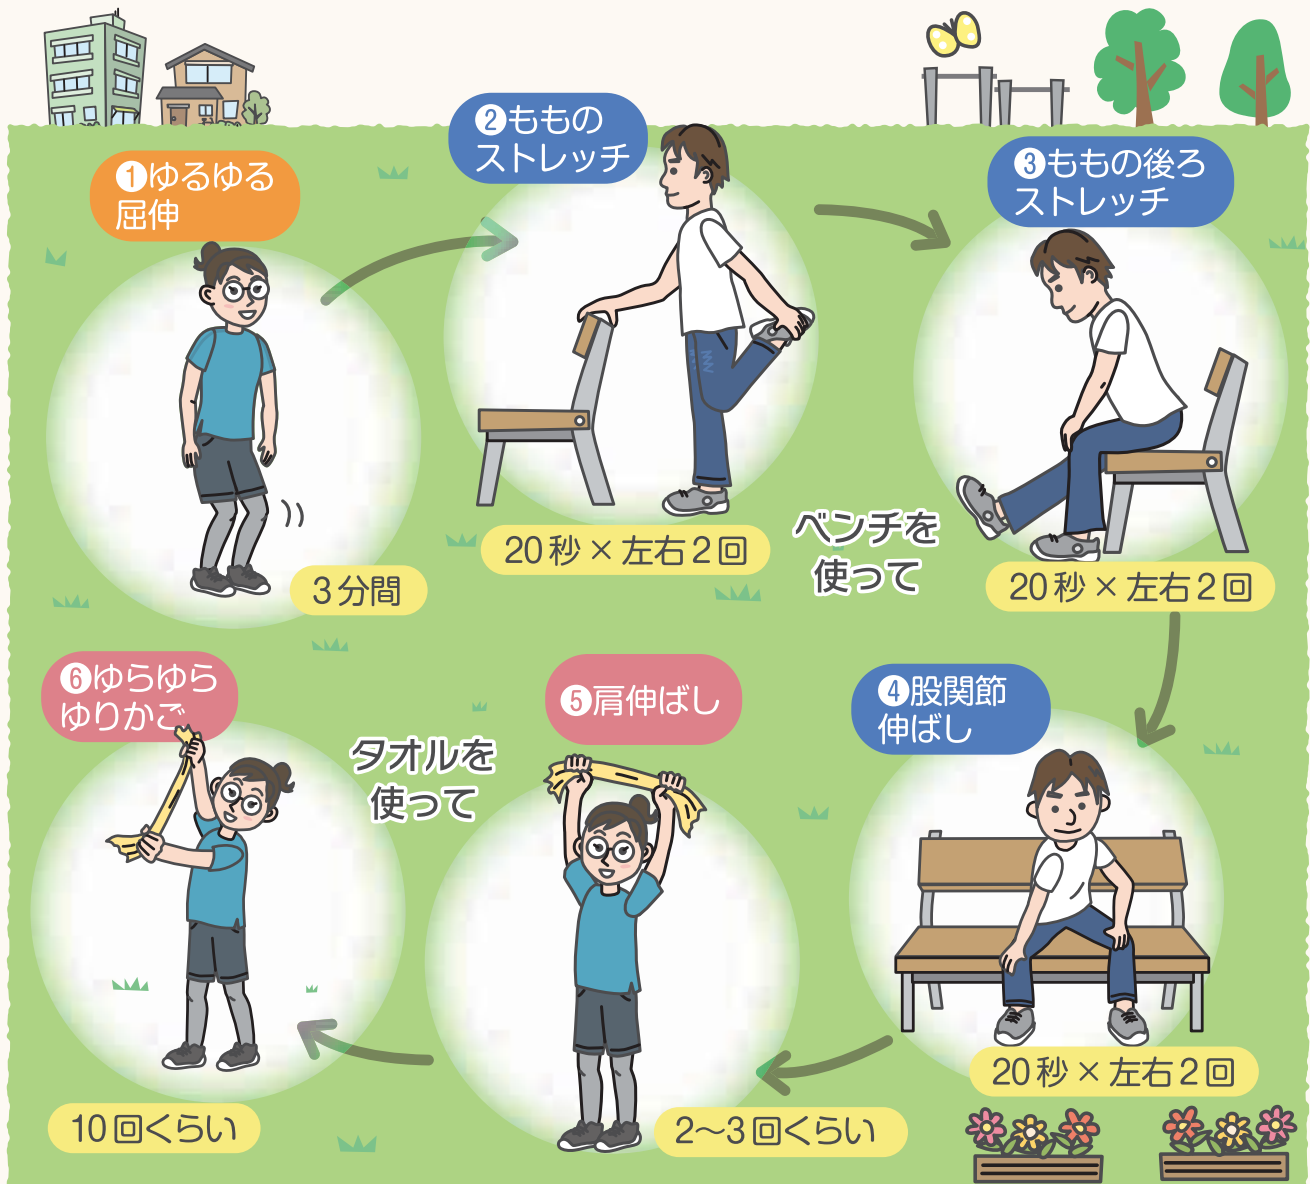 ❶ゆるゆる
屈伸
3分間
❷ももの
ストレッチ
20秒×左右2回
ベンチを
使って
❸ももの後ろ
ストレッチ
20秒×左右2回
❹股関節
伸ばし
20秒×左右2回
❺肩伸ばし
2〜3回くらい
タオルを
使って
❻ゆらゆら
ゆりかご
10回くらい